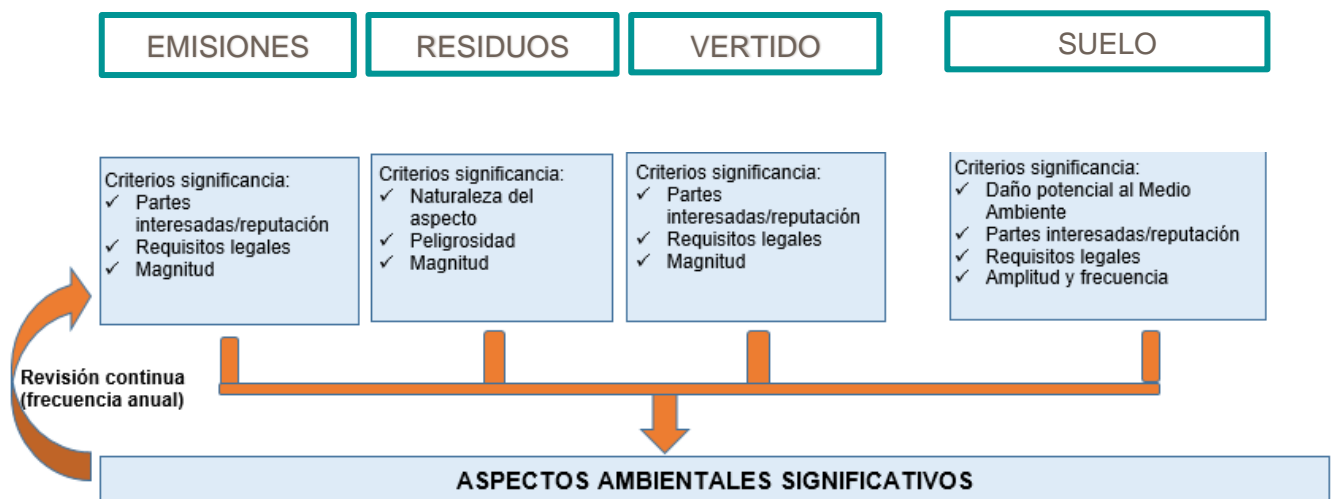 EMISIONES
RESIDUOS
VERTIDO
SUELO
Criterios significancia:
✓ Partes
interesadas/reputación
✓ Requisitos legales
✓ Magnitud
Criterios significancia:
✓ Naturaleza del
aspecto
✓ Peligrosidad
✓ Magnitud
Criterios significancia:
✓ Partes
interesadas/reputación
✓ Requisitos legales
✓ Magnitud
Criterios significancia:
✓ Daño potencial al Medio
Ambiente
✓ Partes interesadas/reputación
✓ Requisitos legales
✓ Amplitud y frecuencia
Revisión continua
(frecuencia anual)
ASPECTOS AMBIENTALES SIGNIFICATIVOS